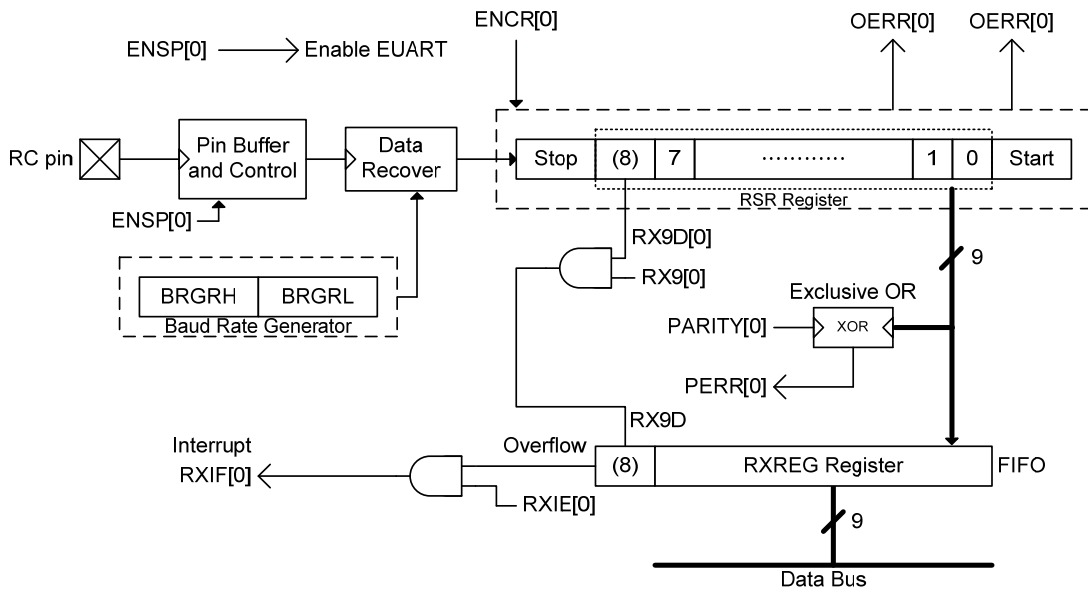 ENCR[0]
OERR[0]
OERR[0]
ENSP[0]
Enable EUART
RC pin
Pin Buffer
and Control
Data
Recover
Stop
(8)
7
............
1
0
Start
RSR Register
ENSP[0]
RX9D[0]
RX9[0]
9
BRGRH
BRGRL
Baud Rate Generator
Exclusive OR
PARITY[0]
XOR
PERR[0]
RX9D
Interrupt
RXIF[0]
Overflow
(8)
RXREG Register
FIFO
RXIE[0]
9
Data Bus